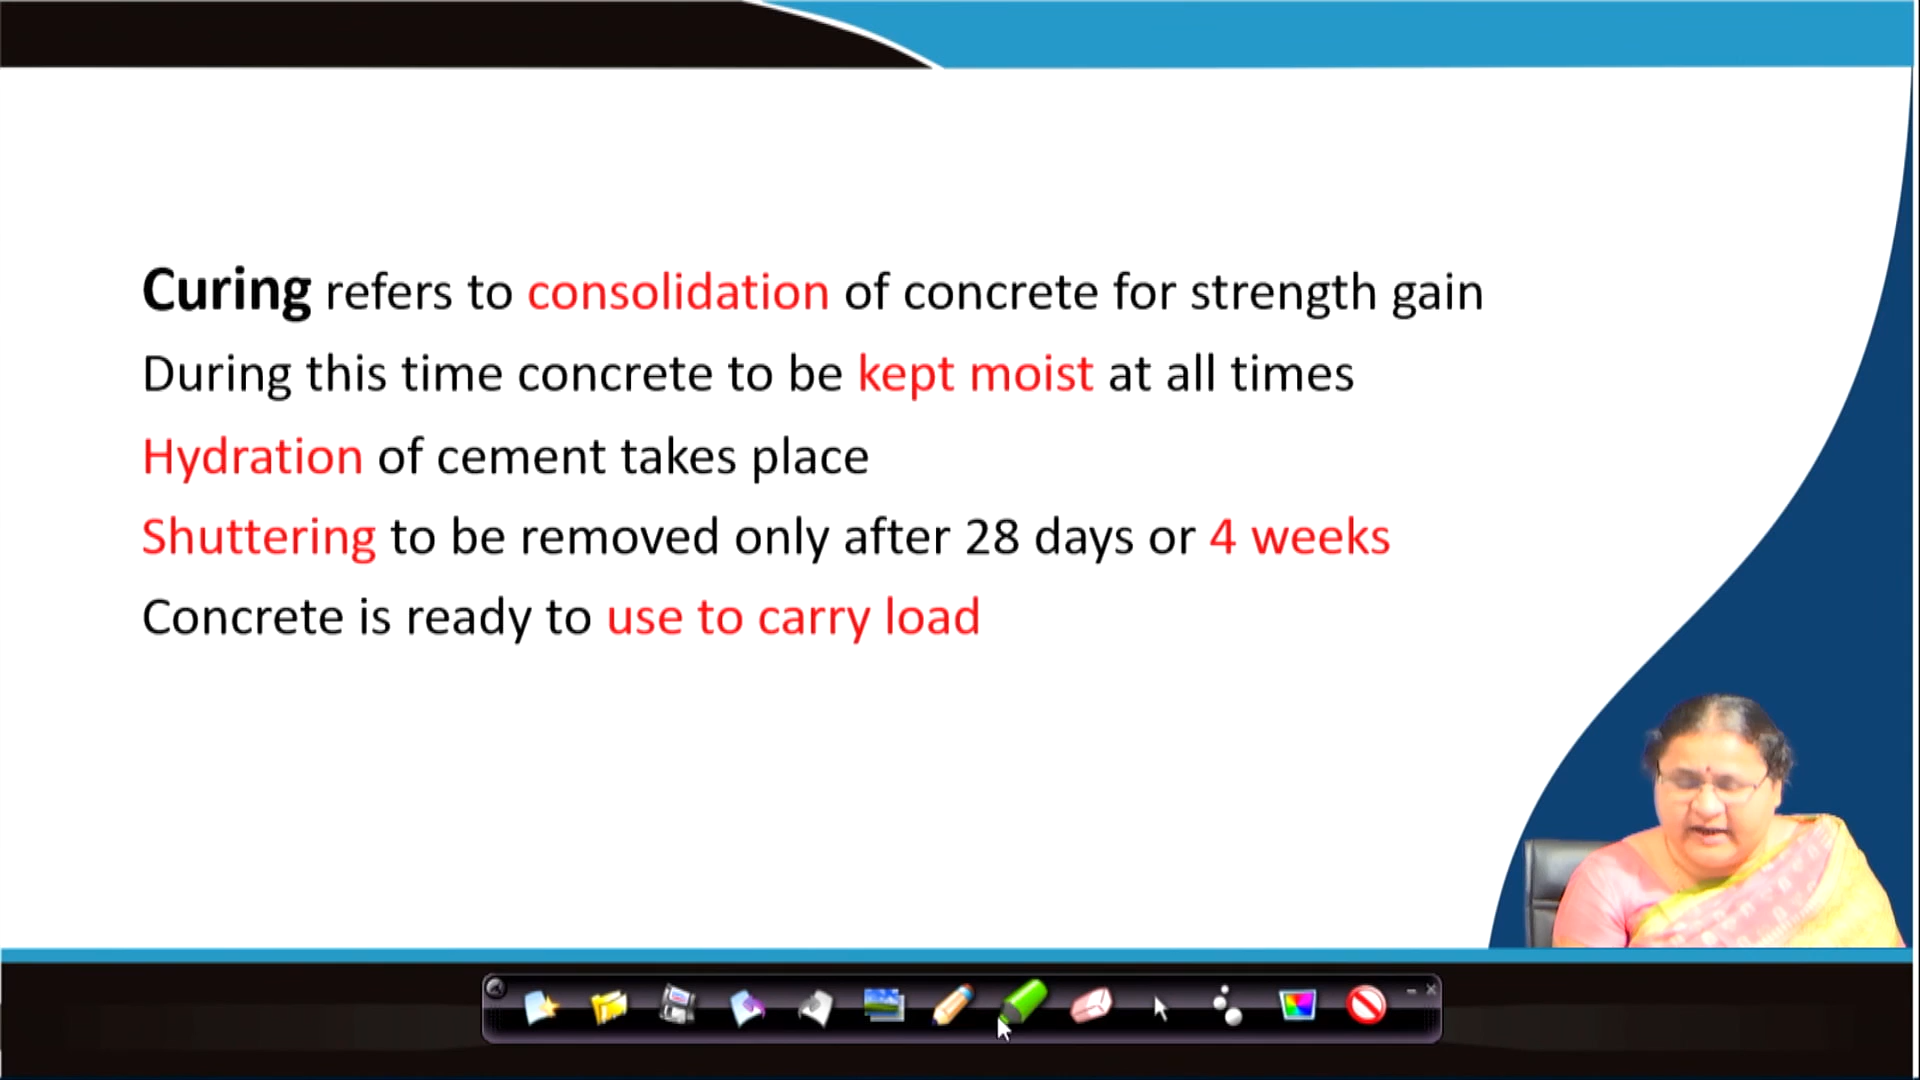 Curing refers to consolidation of concrete for strength gain
During this time concrete to be kept moist at all times
Hydration of cement takes place
Shuttering to be removed only after 28 days or 4 weeks
Concrete is ready to use to carry load